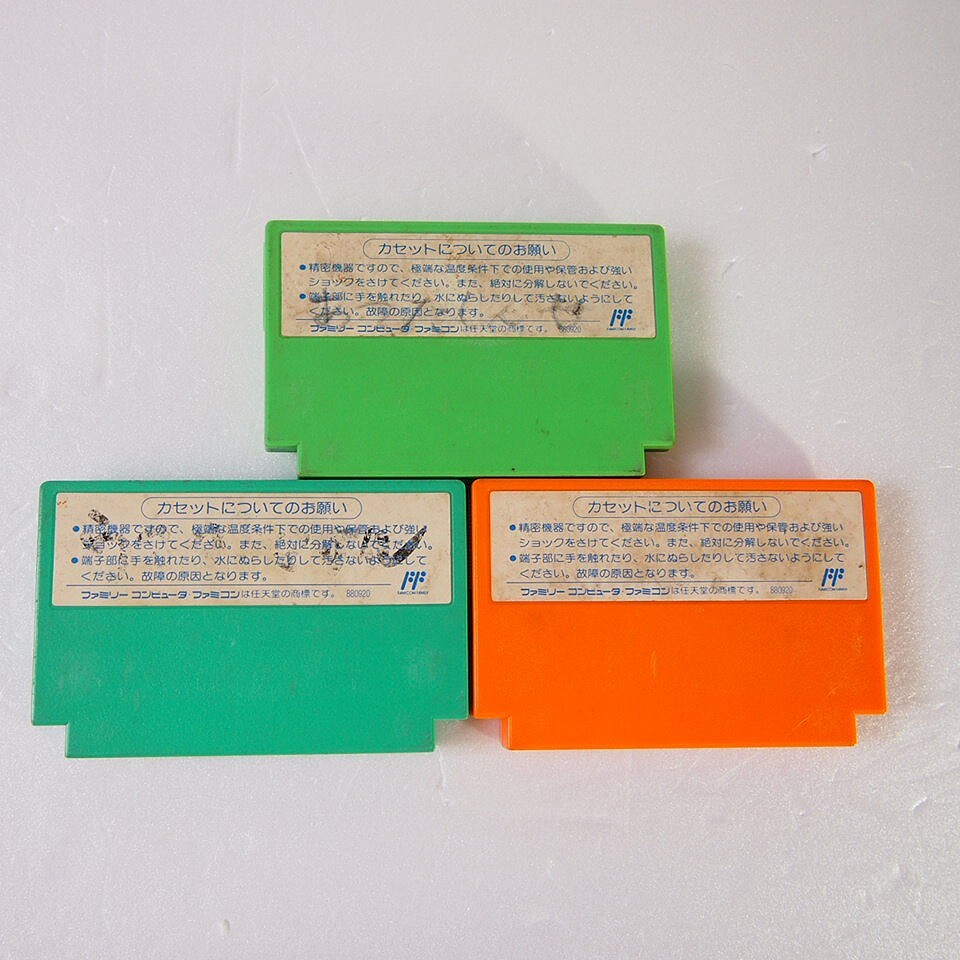 カセットについてのお願い
●精密機器ですので、極端な温度条件下での使用や保管および強い
ショックをさけてください。また、絶対に分解しないでください。
●端子部に手を触れたり、水にぬらしたりして汚さないようにして
ください。故障の原因となります。
ファミリー コンピュータ・ファミコンは任天堂の商標です。 880920
FAMICOM FAMILY
カセットについてのお願い
●精密機器ですので、極端な温度条件下での使用や保管および強い
ショックをさけてください。また、絶対に分解しないでください。
●端子部に手を触れたり、水にぬらしたりして汚さないようにして
ください。故障の原因となります。
ファミリー コンピュータ・ファミコンは任天堂の商標です。 880920
FAMICOM FAMILY
カセットについてのお願い
●精密機器ですので、極端な温度条件下での使用や保管および強い
ショックをさけてください。また、絶対に分解しないでください。
●端子部に手を触れたり、水にぬらしたりして汚さないようにして
ください。故障の原因となります。
ファミリー コンピュータ・ファミコンは任天堂の商標です。 880920
FAMICOM FAMILY